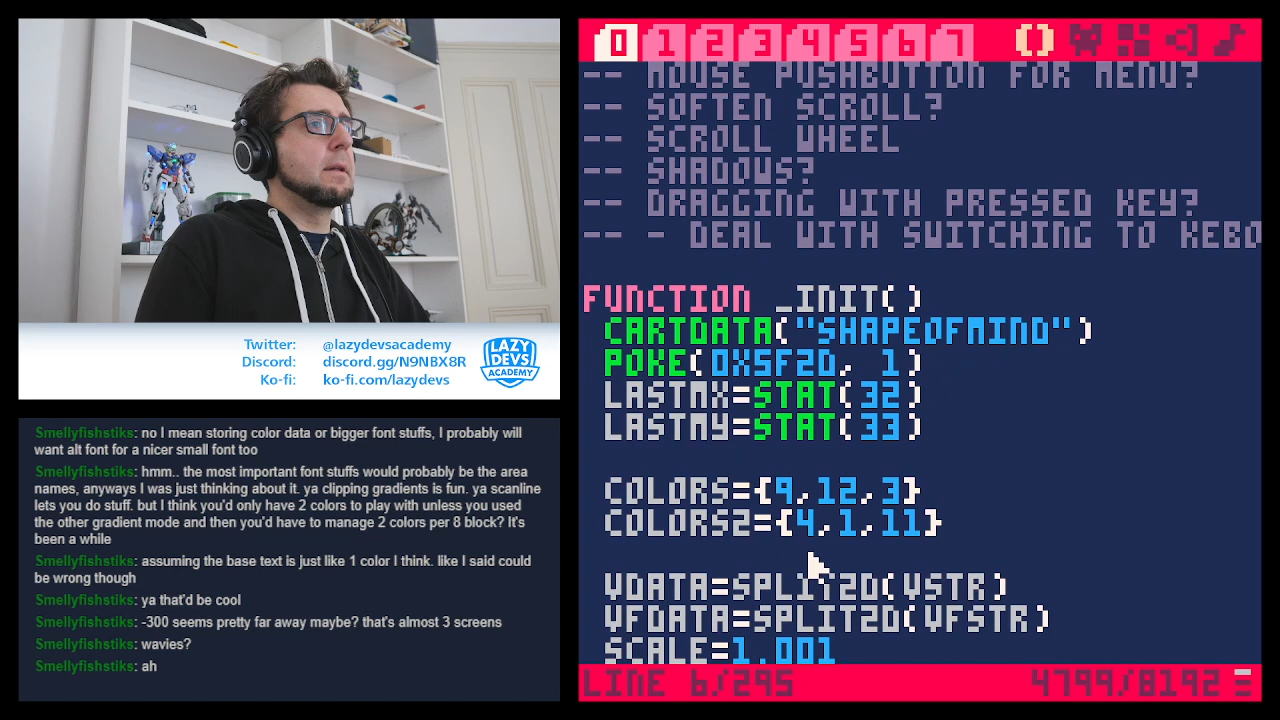 Twitter: @lazydevsacademy
Discord: discord.gg/N9NBX8R
Ko-fi: ko-fi.com/lazydevs
LAZY
DEVS
ACADEMY
Smellyfishstiks: no I mean storing color data or bigger font stuffs, I probably will
want alt font for a nicer small font too
Smellyfishstiks: hmm.. the most important font stuffs would probably be the area
names, anyways I was just thinking about it. ya clipping gradients is fun. ya scanline
lets you do stuff. but I think you'd only have 2 colors to play with unless you used
the other gradient mode and then you'd have to manage 2 colors per 8 block? It's
been a while
Smellyfishstiks: assuming the base text is just like 1 color I think. like I said could
be wrong though
Smellyfishstiks: ya that'd be cool
Smellyfishstiks: -300 seems pretty far away maybe? that's almost 3 screens
Smellyfishstiks: wavies?
Smellyfishstiks: ah
0 1 2 3 4 5 6 7 ()
-- MOUSE PUSHBUTTON FOR MENU?
-- SOFTEN SCROLL?
-- SCROLL WHEEL
-- SHADOWS?
-- DRAGGING WITH PRESSED KEY?
-- - DEAL WITH SWITCHING TO KEBO
FUNCTION _INIT()
CARTDATA("SHAPEOFMIND")
POKE(0X5F2D, 1)
LASTMX=STAT(32)
LASTMY=STAT(33)
COLORS={9,12,3}
COLORS2={4,1,11}
VDATA=SPLIT2D(VSTR)
VFDATA=SPLIT2D(VFSTR)
SCALE=1.001
LINE 6/295 4799/8192